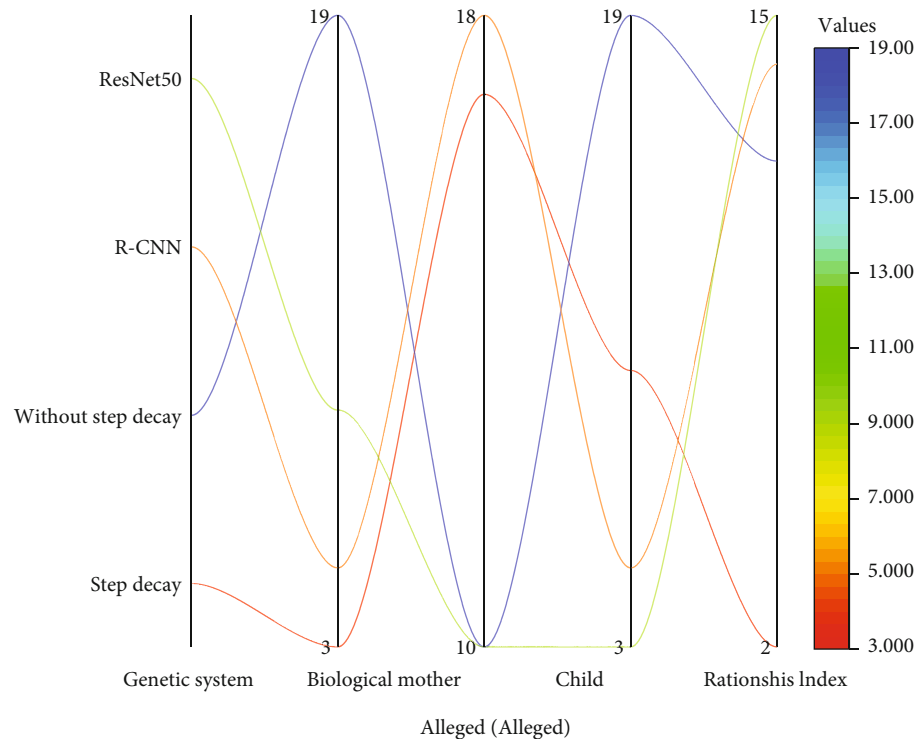 19
18
19
15
Values
ResNet50
R-CNN
Without step decay
Step decay
3
10
3
2
19.00
17.00
15.00
13.00
11.00
9.000
7.000
5.000
3.000
Genetic system
Biological mother
Child
Rationshis lndex
Alleged (Alleged)